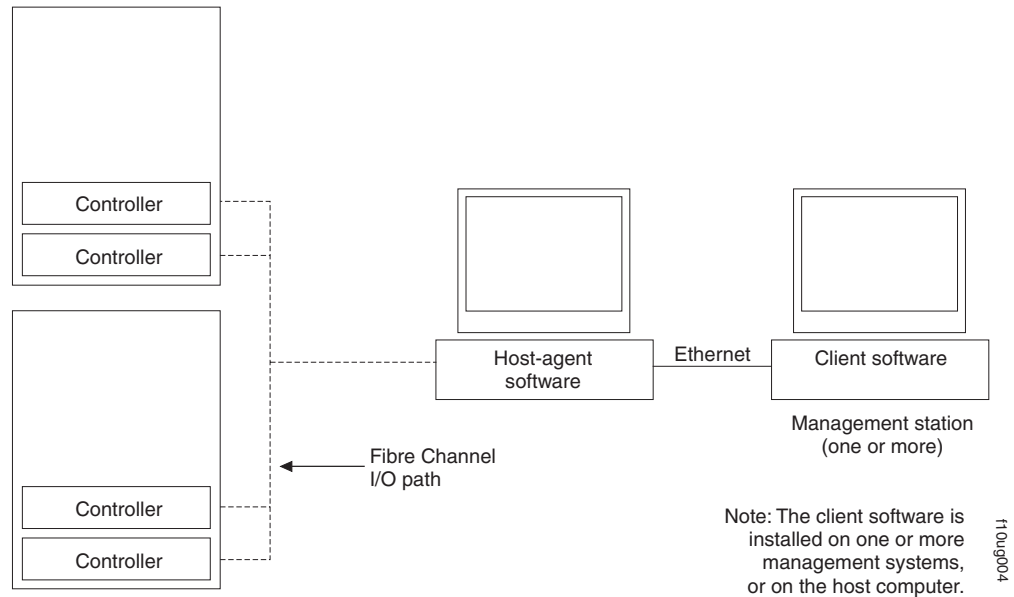 Controller
Controller
Controller
Controller
Host-agent
software
Ethernet
Client software
Management station
(one or more)
Fibre Channel
I/O path
Note: The client software is
installed on one or more
management systems,
or on the host computer.
f10ug004